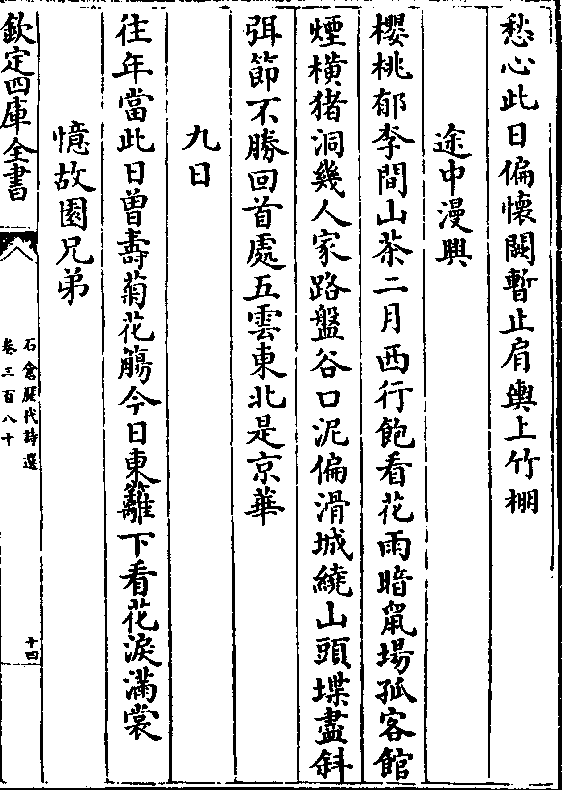 愁心此日偏懷闕暫止肩輿上竹棚
途中漫興
櫻桃郁李間山茶二月西行飽看花雨暗鼠場孤客館
煙橫猪洞幾人家路盤谷口泥偏滑城繞山頭堞盡斜
弭節不勝回首處五雲東北是京華
九日
往年當此日曾壽菊花觴今日東籬下看花淚滿裳
憶故園兄弟
欽定四庫全書
石倉歷代詩選
卷三百八十
十四